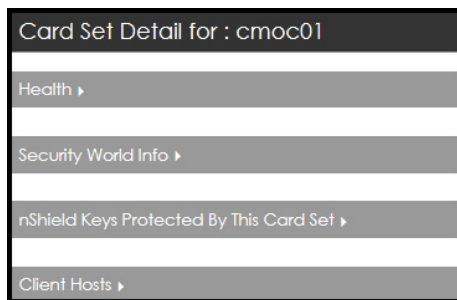 Card Set Detail for : cmoc01
Health
Security World Info
nShield Keys Protected By This Card Set
Client Hosts